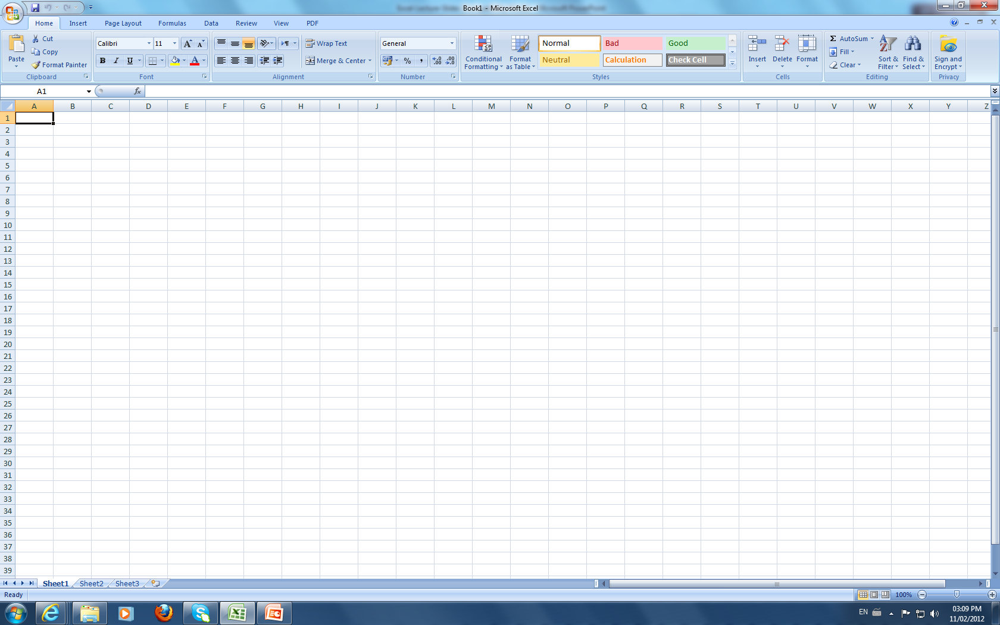 Book1 - Microsoft Excel
Home Insert Page Layout Formulas Data Review View PDF
Paste
Cut
Copy
Format Painter
Clipboard
Calibri 11
B I U
Font
Wrap Text
Merge & Center
Alignment
General
% ,
Number
Conditional Formatting
Format as Table
Normal Bad Good
Neutral Calculation Check Cell
Styles
Insert Delete Format
Cells
Σ AutoSum
Fill
Clear
Sort & Filter
Find & Select
Editing
Sign and Encrypt
Privacy
A1 fx
A B C D E F G H I J K L M N O P Q R S T U V W X Y Z
1
2
3
4
5
6
7
8
9
10
11
12
13
14
15
16
17
18
19
20
21
22
23
24
25
26
27
28
29
30
31
32
33
34
35
36
37
38
39
Sheet1 Sheet2 Sheet3
Ready 100%
EN 03:09 PM
11/02/2012